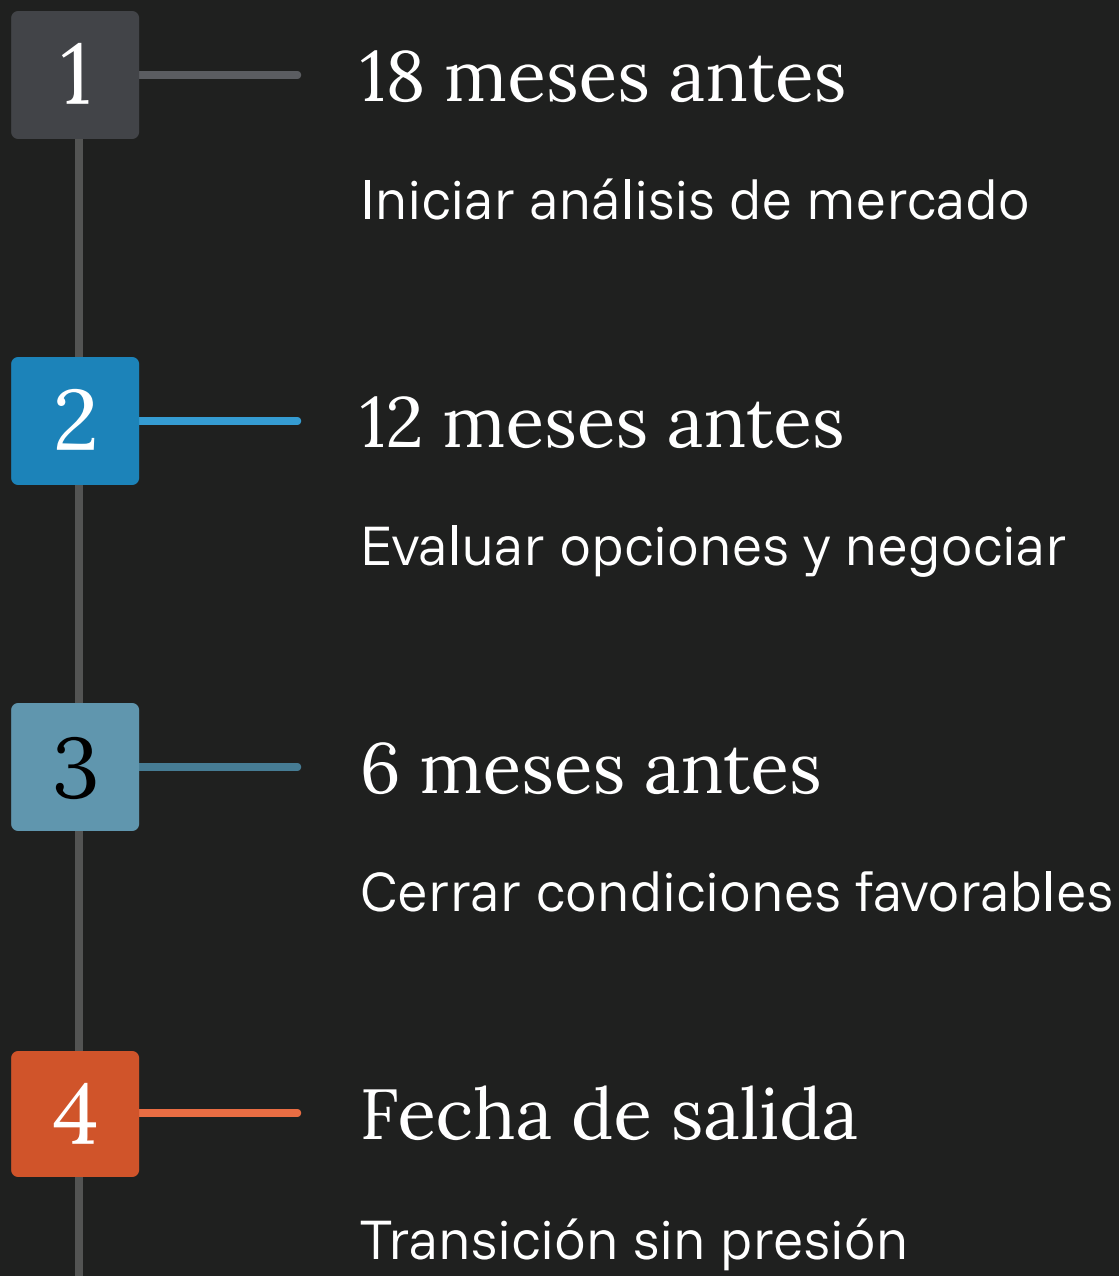 1
18 meses antes
Iniciar análisis de mercado
2
12 meses antes
Evaluar opciones y negociar
3
6 meses antes
Cerrar condiciones favorables
4
Fecha de salida
Transición sin presión